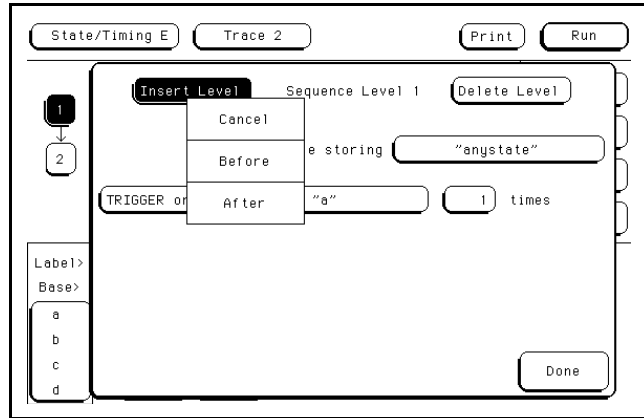 State/Timing E Trace 2 Print Run
Insert Level Sequence Level 1 Delete Level
Cancel
Before
After
e storing "anystate"
TRIGGER on "a" 1 times
1
2
Label>
Base>
a
b
c
d
Done